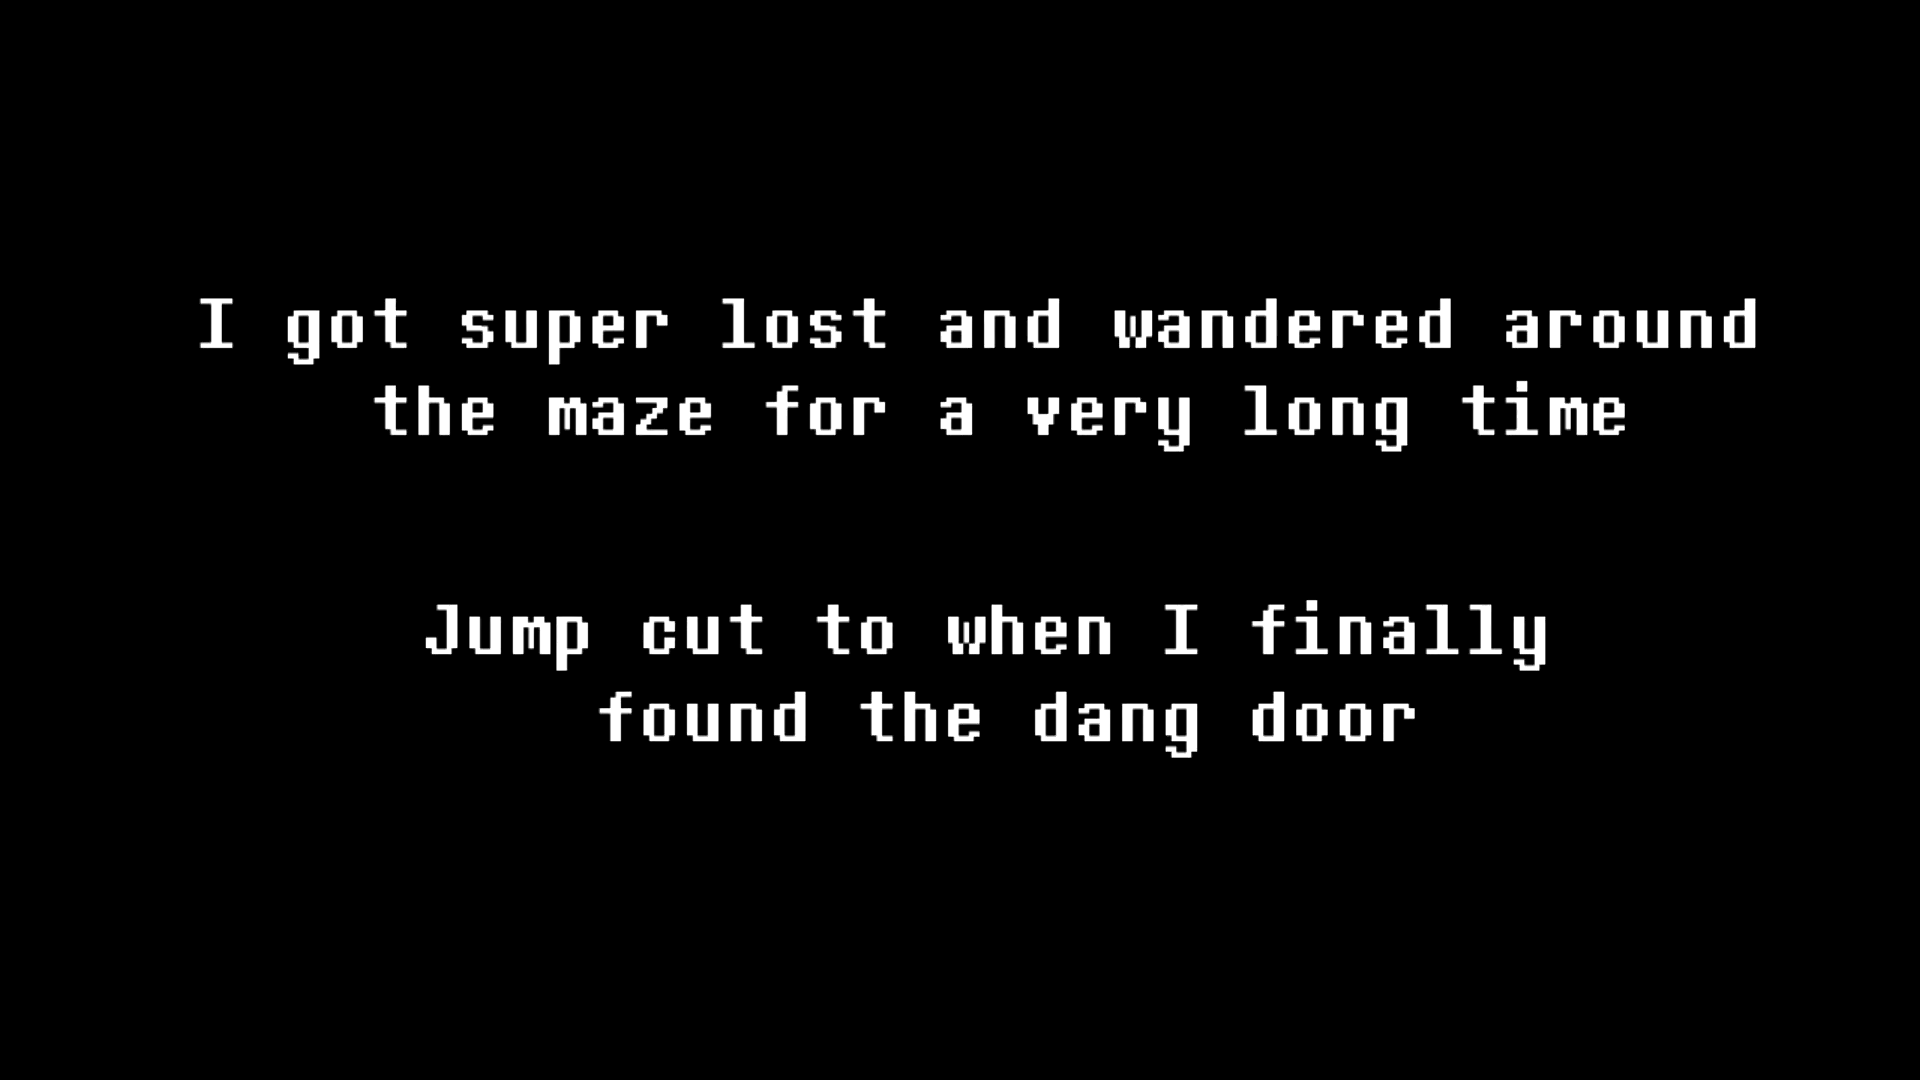 I got super lost and wandered around
the maze for a very long time
Jump cut to when I finally
found the dang door